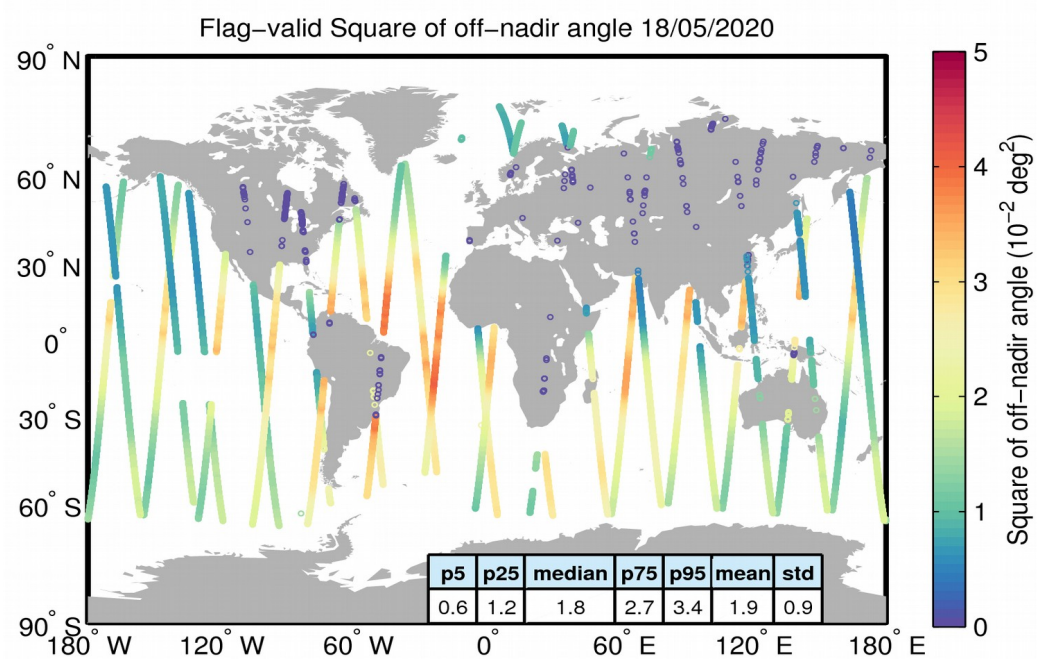 Flag−valid Square of off−nadir angle 18/05/2020
90° N
60° N
30° N
0°
30° S
60° S
90° S
180° W
120° W
60° W
0°
60° E
120° E
180° E
p5 p25 median p75 p95 mean std
0.6 1.2 1.8 2.7 3.4 1.9 0.9
5
4
3
2
1
0
Square of off−nadir angle (10⁻² deg²)